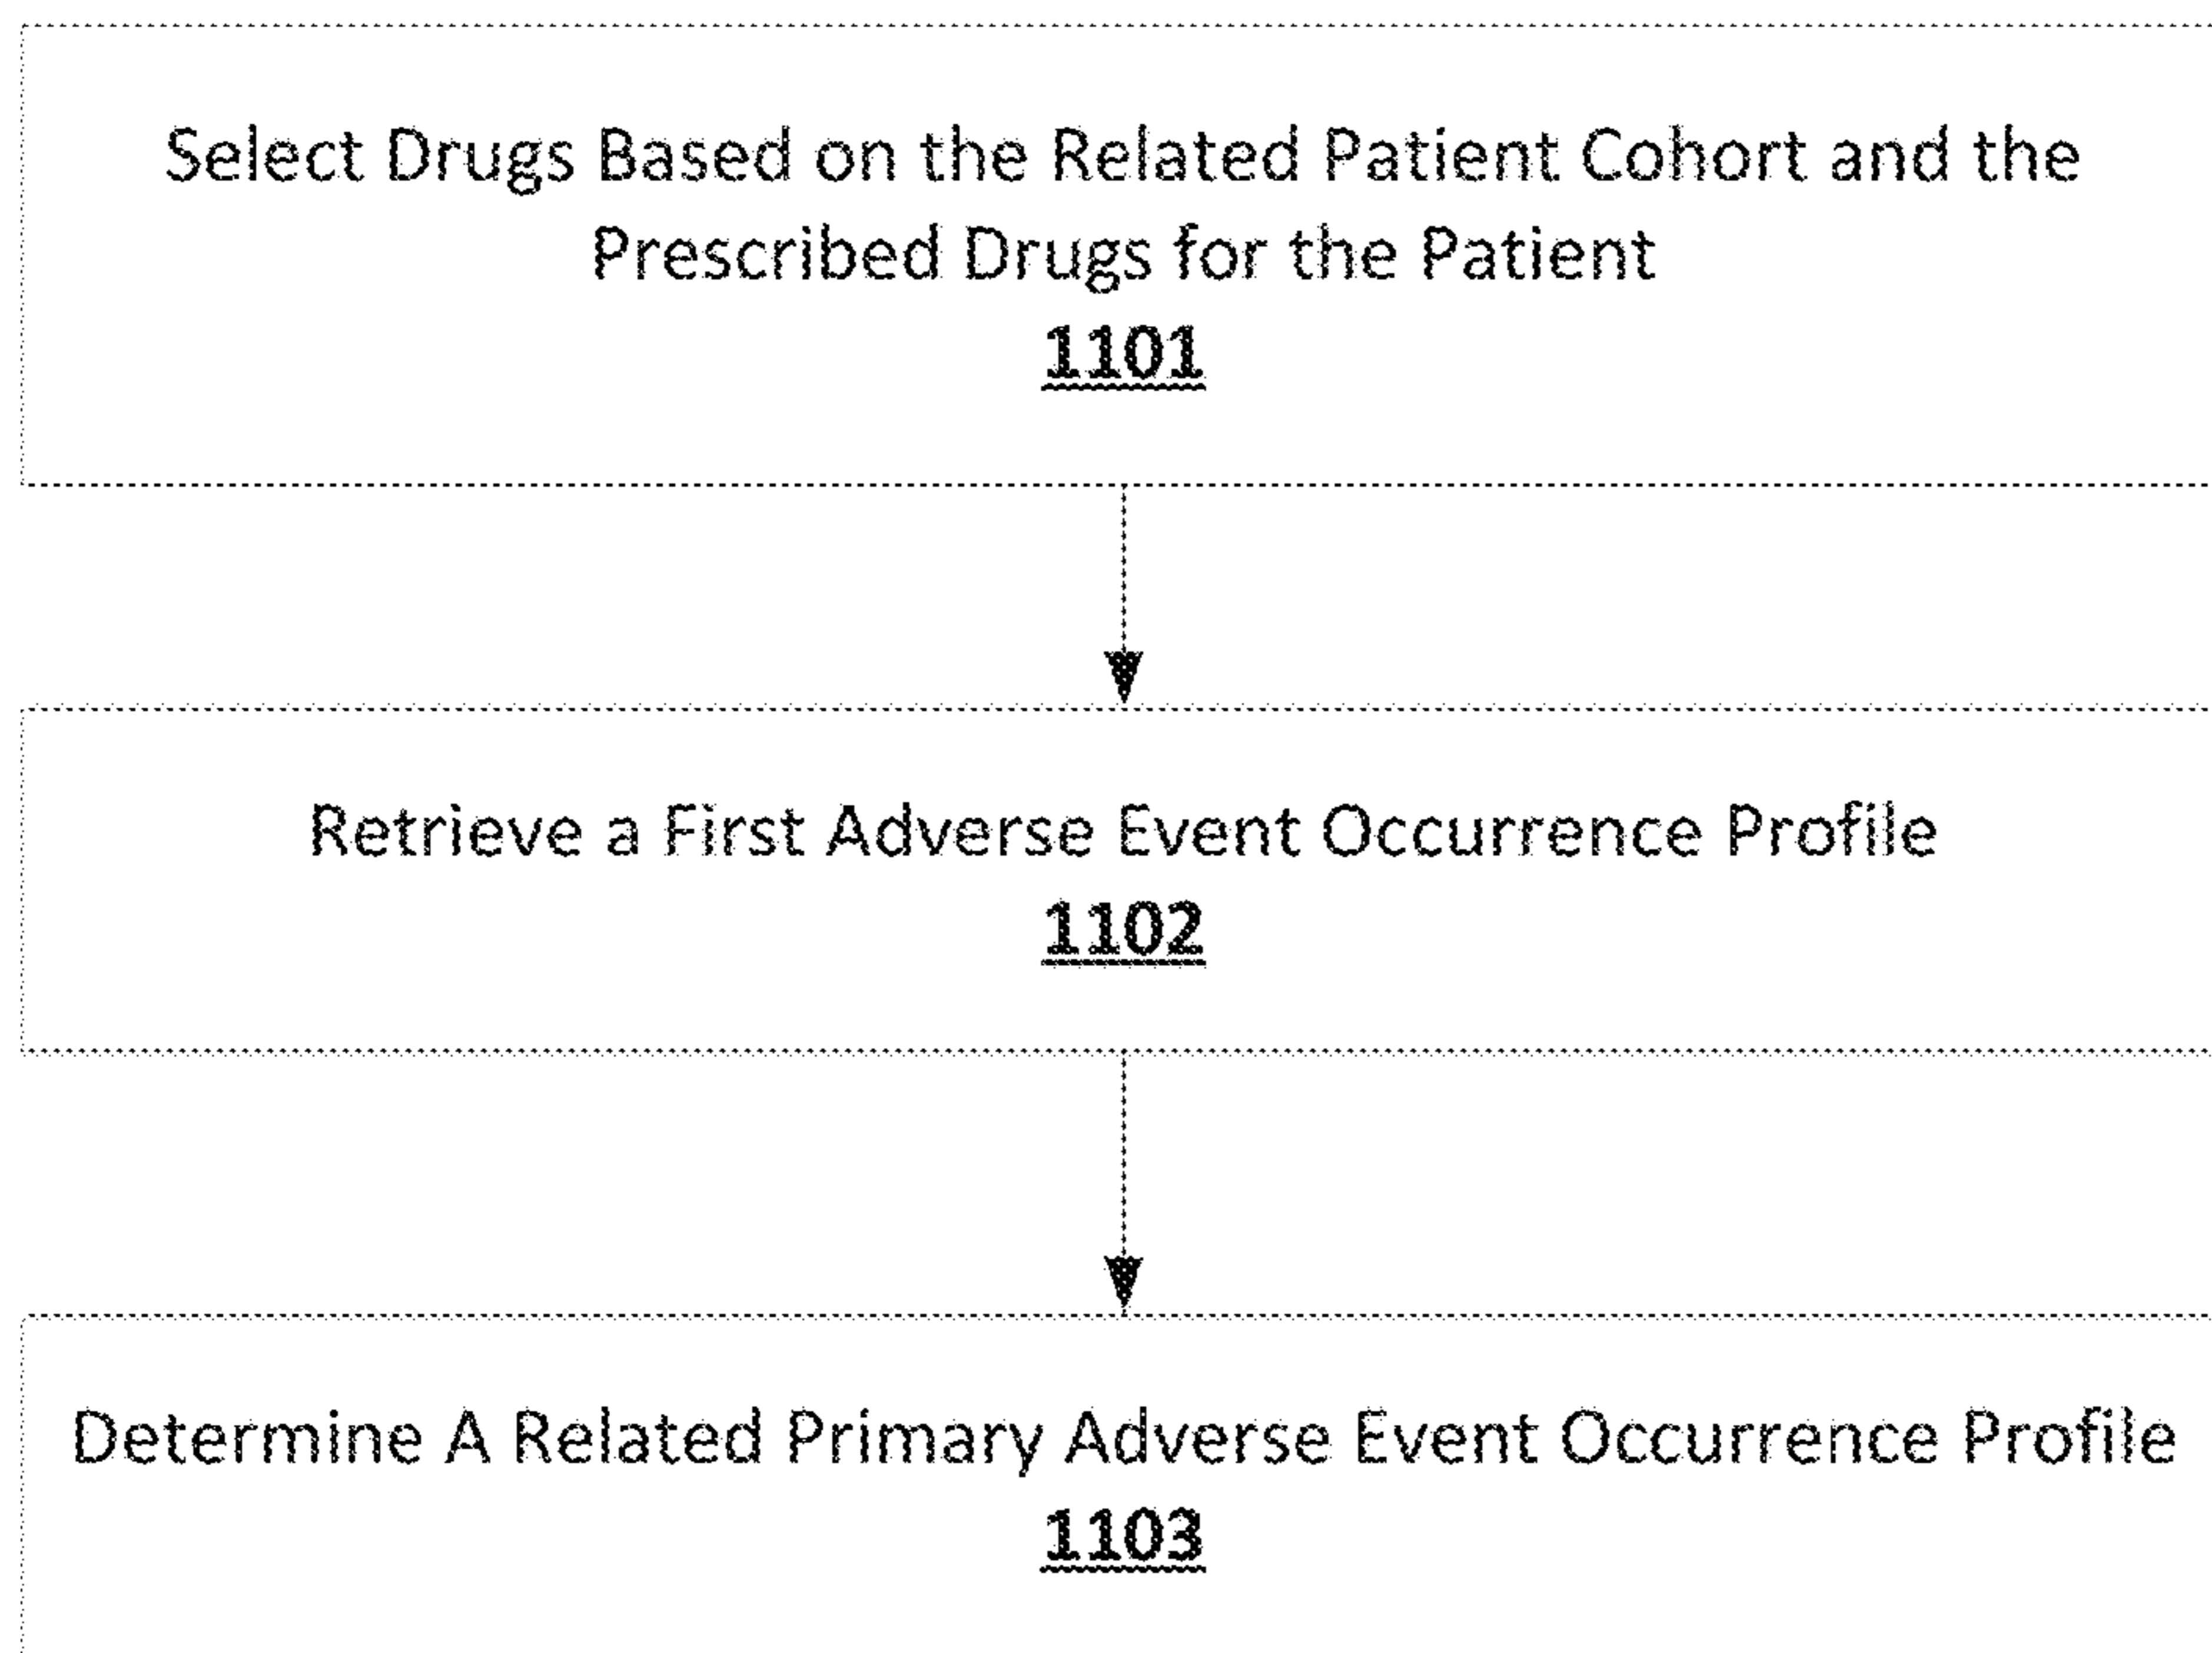 Select Drugs Based on the Related Patient Cohort and the
Prescribed Drugs for the Patient
1101
Retrieve a First Adverse Event Occurrence Profile
1102
Determine A Related Primary Adverse Event Occurrence Profile
1103